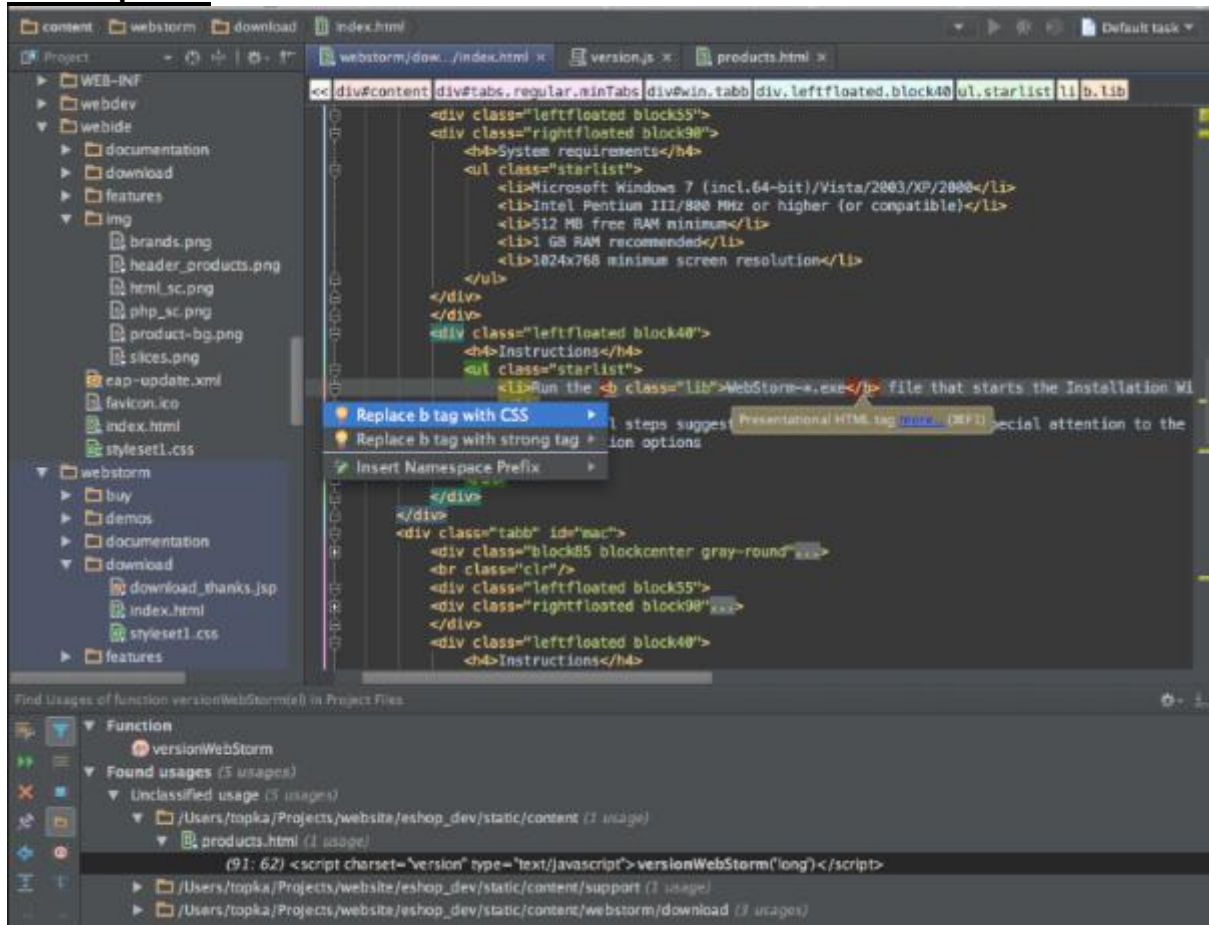 content webstorm download index.html Default task
Project
webstorm/dow.../index.html × version.js × products.html ×
<< div#content div#tabs.regular.minTabs div#win.tabb div.leftfloated.block40 ul.starlist li b.lib
WEB-INF
webdev
webide
documentation
download
features
img
brands.png
header_products.png
html_sc.png
php_sc.png
product-bg.png
slices.png
eap-update.xml
favicon.ico
index.html
styleset1.css
webstorm
buy
demos
documentation
download
download_thanks.jsp
index.html
styleset1.css
features
<div class="leftfloated block55">
<div class="rightfloated block90">
<h4>System requirements</h4>
<ul class="starlist">
<li>Microsoft Windows 7 (incl.64-bit)/Vista/2003/XP/2000</li>
<li>Intel Pentium III/800 MHz or higher (or compatible)</li>
<li>512 MB free RAM minimum</li>
<li>1 GB RAM recommended</li>
<li>1024x768 minimum screen resolution</li>
</ul>
</div>
</div>
<div class="leftfloated block40">
<h4>Instructions</h4>
<ul class="starlist">
<li>Run the <b class="lib">WebStorm-*.exe</b> file that starts the Installation Wi
Replace b tag with CSS
l steps suggest Presentational HTML tag more... (⌘F1) pecial attention to the
Replace b tag with strong tag
ion options
Insert Namespace Prefix
</div>
</div>
<div class="tabb" id="mac">
<div class="block85 blockcenter gray-round"...>
<br class="clr"/>
<div class="leftfloated block55">
<div class="rightfloated block90"...>
</div>
<div class="leftfloated block40">
<h4>Instructions</h4>
Find Usages of function versionWebStorm(el) in Project Files
Function
versionWebStorm
Found usages (5 usages)
Unclassified usage (5 usages)
/Users/topka/Projects/website/eshop_dev/static/content (1 usage)
products.html (1 usage)
(91: 62) <script charset="version" type="text/javascript">versionWebStorm("long")</script>
/Users/topka/Projects/website/eshop_dev/static/content/support (1 usage)
/Users/topka/Projects/website/eshop_dev/static/content/webstorm/download (3 usages)